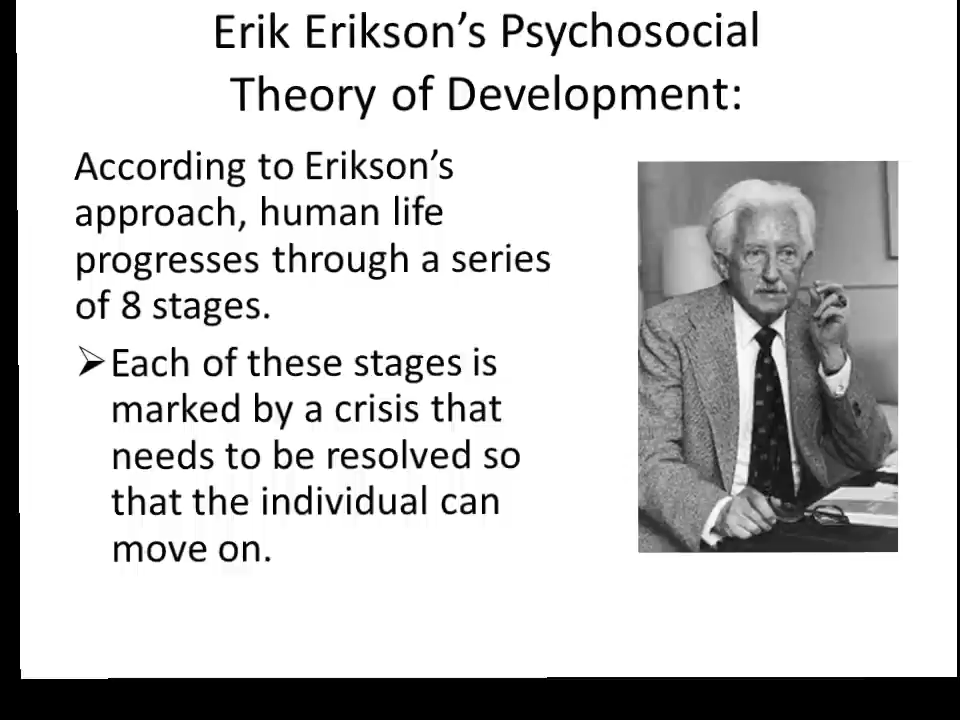 Erik Erikson’s Psychosocial
Theory of Development:
According to Erikson’s
approach, human life
progresses through a series
of 8 stages.
Each of these stages is
marked by a crisis that
needs to be resolved so
that the individual can
move on.